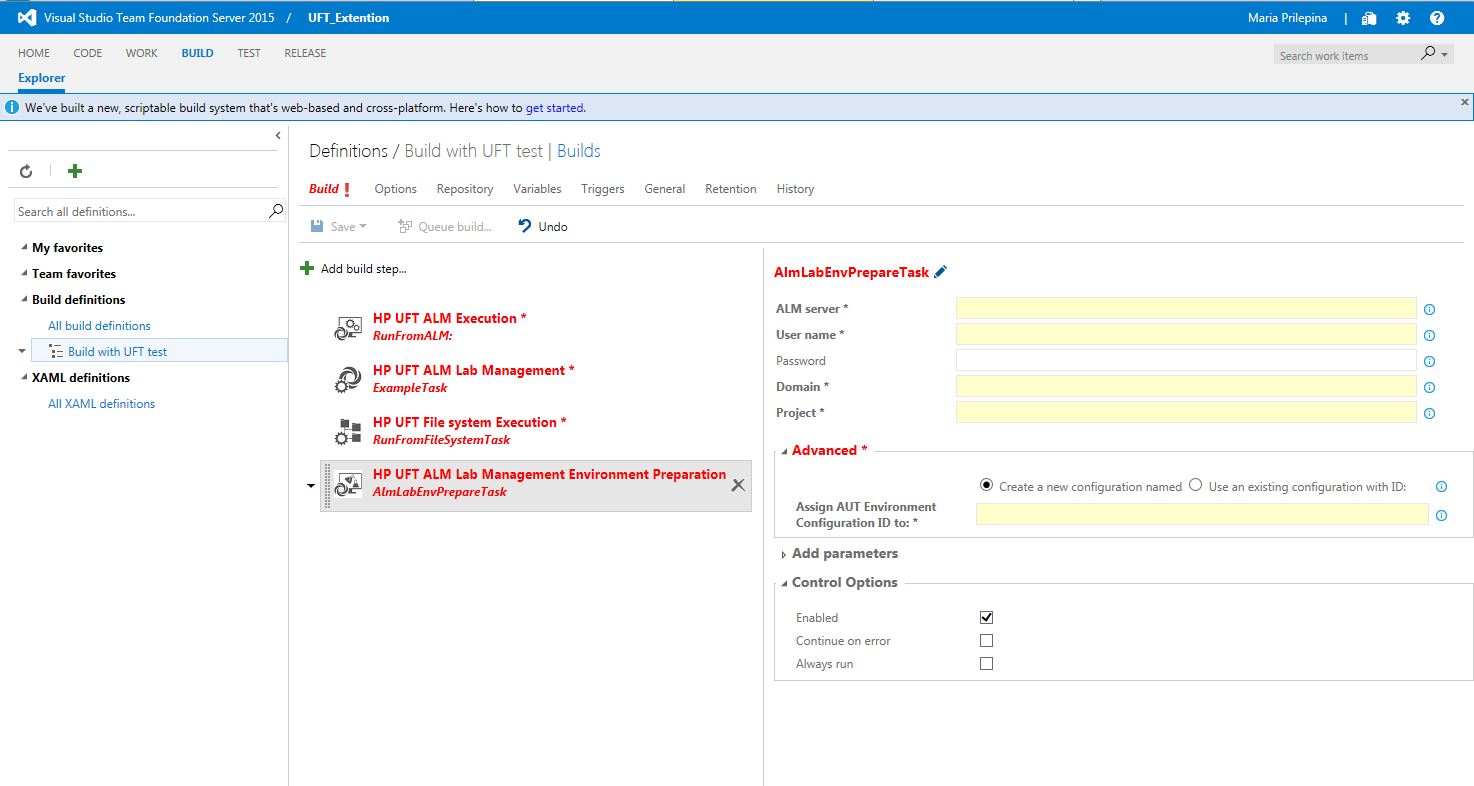 Visual Studio Team Foundation Server 2015 / UFT_Extention Maria Prilepina |
HOME CODE WORK BUILD TEST RELEASE Search work items
Explorer
We've built a new, scriptable build system that's web-based and cross-platform. Here's how to get started.
Search all definitions...
My favorites
Team favorites
Build definitions
All build definitions
Build with UFT test
XAML definitions
All XAML definitions
Definitions / Build with UFT test | Builds
Build ! Options Repository Variables Triggers General Retention History
Save Queue build... Undo
Add build step...
HP UFT ALM Execution *
RunFromALM:
HP UFT ALM Lab Management *
ExampleTask
HP UFT File system Execution *
RunFromFileSystemTask
HP UFT ALM Lab Management Environment Preparation
AlmLabEnvPrepareTask
AlmLabEnvPrepareTask
ALM server *
User name *
Password
Domain *
Project *
Advanced *
Create a new configuration named Use an existing configuration with ID:
Assign AUT Environment
Configuration ID to: *
Add parameters
Control Options
Enabled
Continue on error
Always run